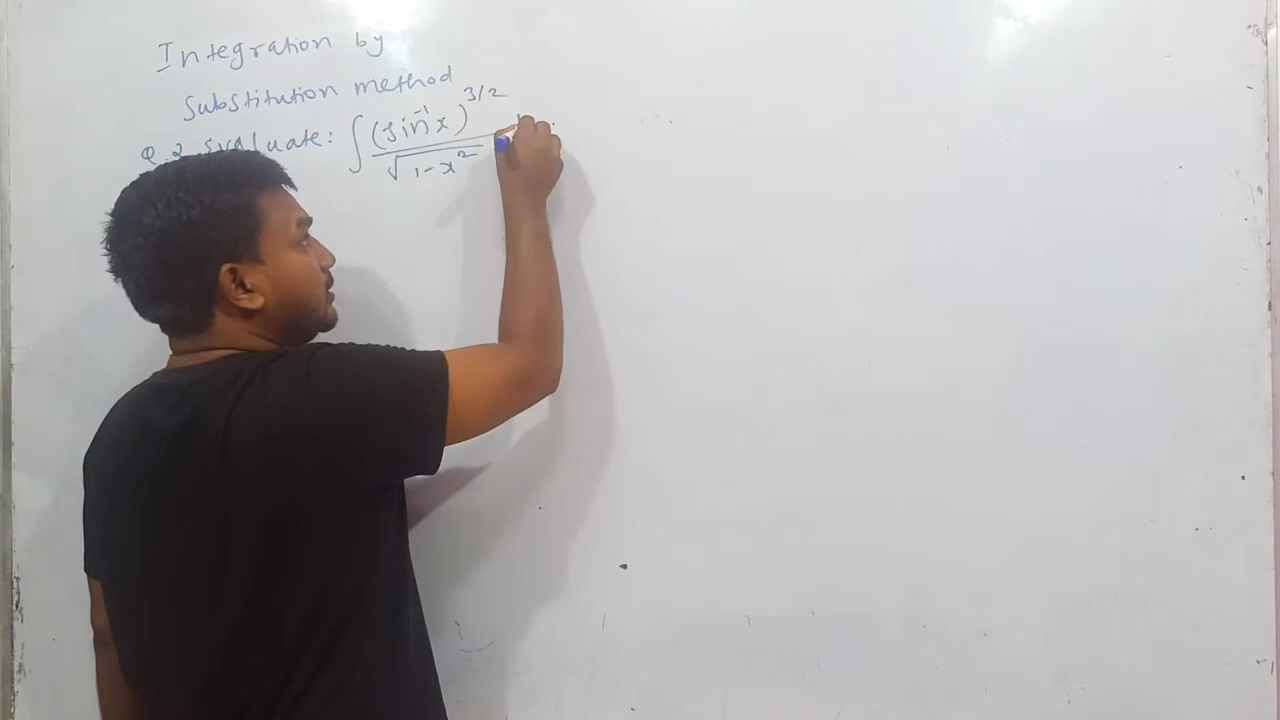 Integration by
Substitution method
Q.2 Evaluate: ∫ (sin⁻¹x)^3/2 / √1-x²